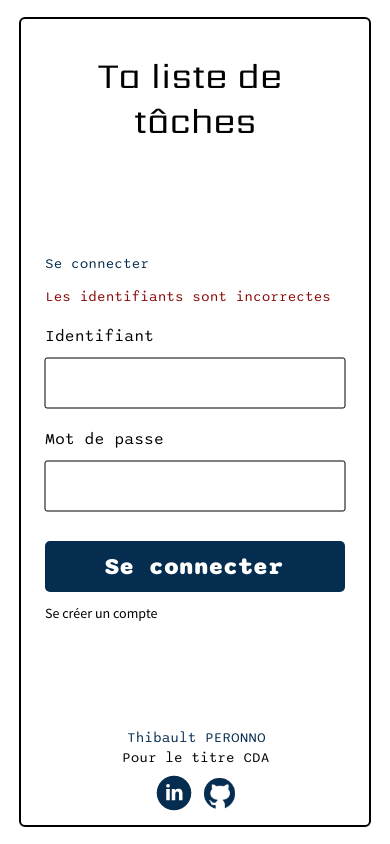 Ta liste de
tâches
Se connecter
Les identifiants sont incorrectes
Identifiant
Mot de passe
Se connecter
Se créer un compte
Thibault PERONNO
Pour le titre CDA
in